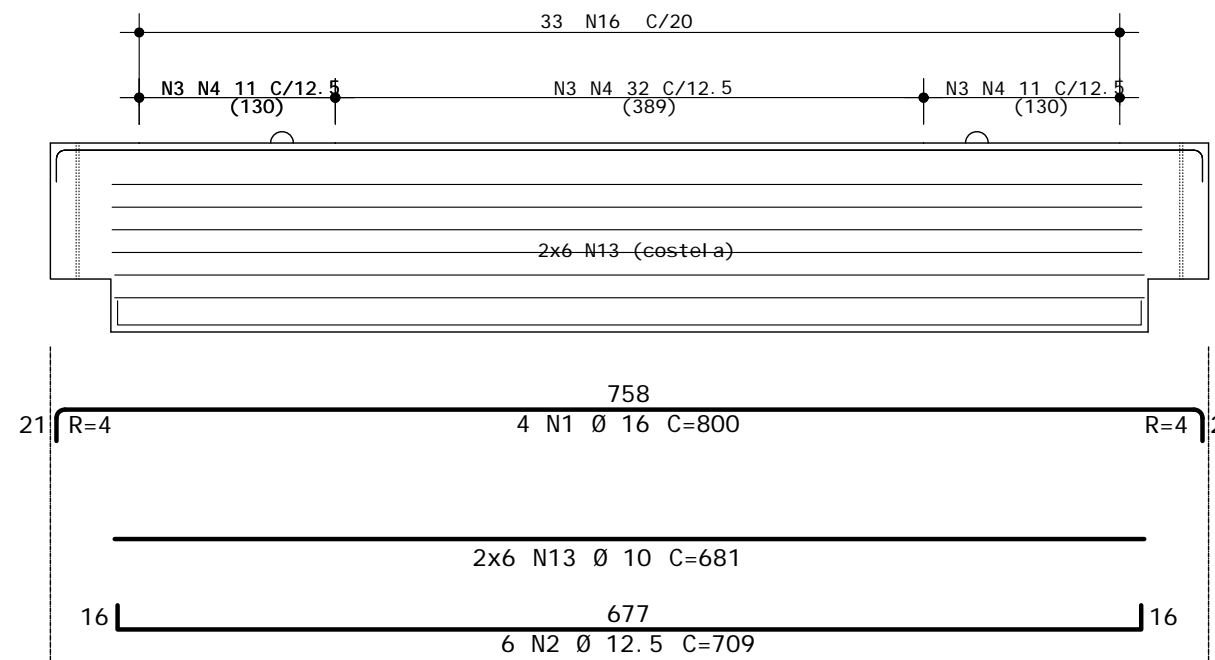 33 N16 C/20
N3 N4 11 C/12.5 N3 N4 32 C/12.5 N3 N4 11 C/12.5
(130) (389) (130)
2x6 N13 (costela)
758
21 R=4 4 N1 Ø 16 C=800 R=4
2x6 N13 Ø 10 C=681
16 677 16
6 N2 Ø 12.5 C=709